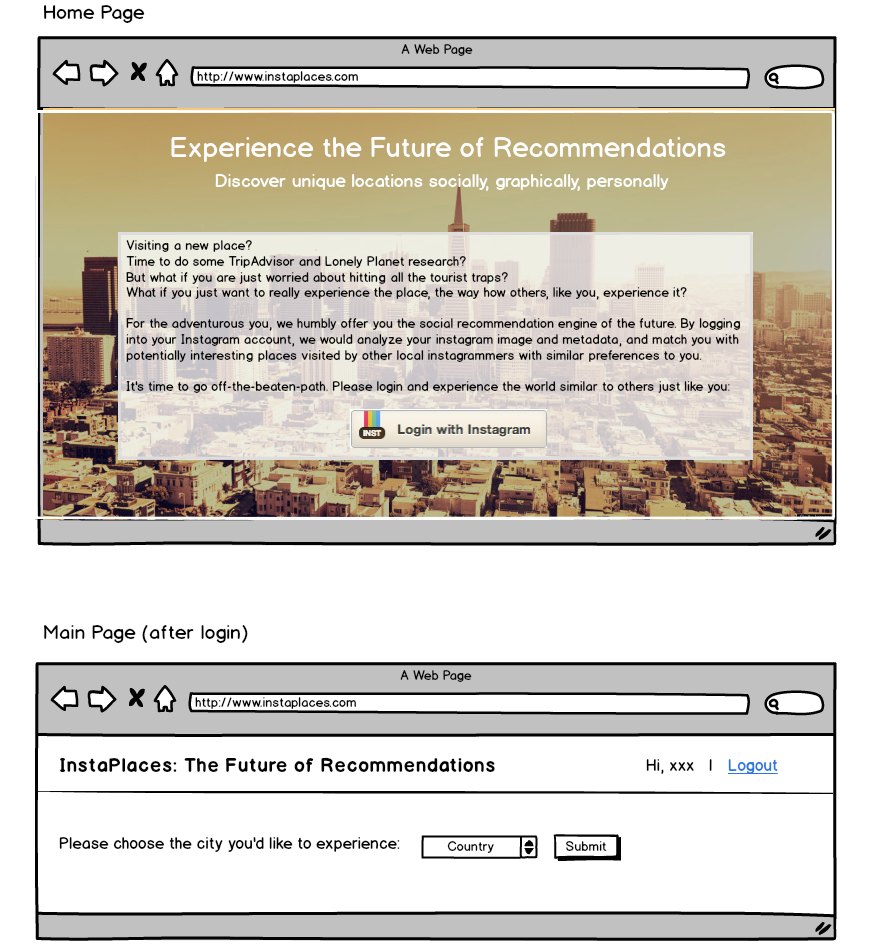 Home Page
A Web Page
http://www.instaplaces.com
Experience the Future of Recommendations
Discover unique locations socially, graphically, personally
Visiting a new place?
Time to do some TripAdvisor and Lonely Planet research?
But what if you are just worried about hitting all the tourist traps?
What if you just want to really experience the place, the way how others, like you, experience it?
For the adventurous you, we humbly offer you the social recommendation engine of the future. By logging
into your Instagram account, we would analyze your instagram image and metadata, and match you with
potentially interesting places visited by other local instagrammers with similar preferences to you.
It's time to go off-the-beaten-path. Please login and experience the world similar to others just like you:
INST Login with Instagram
Main Page (after login)
A Web Page
http://www.instaplaces.com
InstaPlaces: The Future of Recommendations Hi, xxx | Logout
Please choose the city you'd like to experience: Country Submit